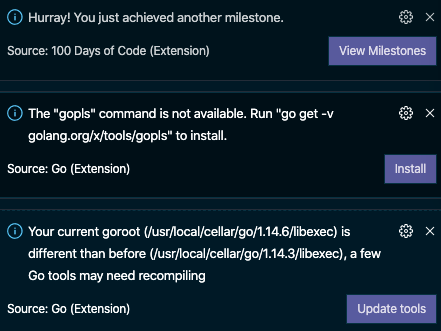 Hurray! You just achieved another milestone.
Source: 100 Days of Code (Extension)
View Milestones
The "gopls" command is not available. Run "go get -v
golang.org/x/tools/gopls" to install.
Source: Go (Extension)
Install
Your current goroot (/usr/local/cellar/go/1.14.6/libexec) is
different than before (/usr/local/cellar/go/1.14.3/libexec), a few
Go tools may need recompiling
Source: Go (Extension)
Update tools